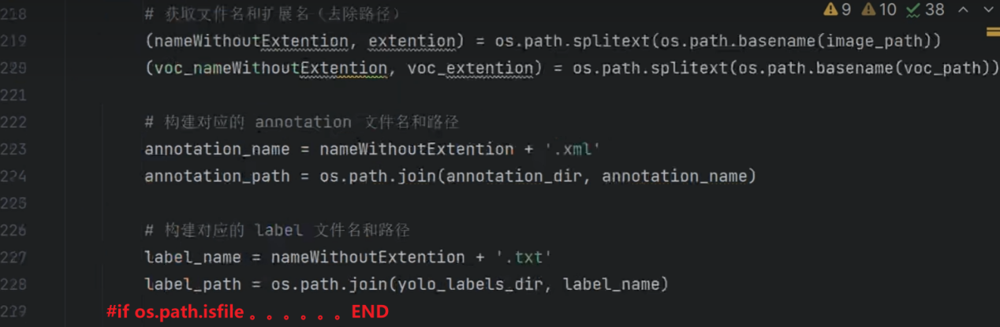 218 # 获取文件名和扩展名（去除路径） 9 10 38
219 (nameWithoutExtention, extention) = os.path.splitext(os.path.basename(image_path))
220 (voc_nameWithoutExtention, voc_extention) = os.path.splitext(os.path.basename(voc_path))
221
222 # 构建对应的 annotation 文件名和路径
223 annotation_name = nameWithoutExtention + '.xml'
224 annotation_path = os.path.join(annotation_dir, annotation_name)
225
226 # 构建对应的 label 文件名和路径
227 label_name = nameWithoutExtention + '.txt'
228 label_path = os.path.join(yolo_labels_dir, label_name)
229 #if os.path.isfile 。。。。。。END